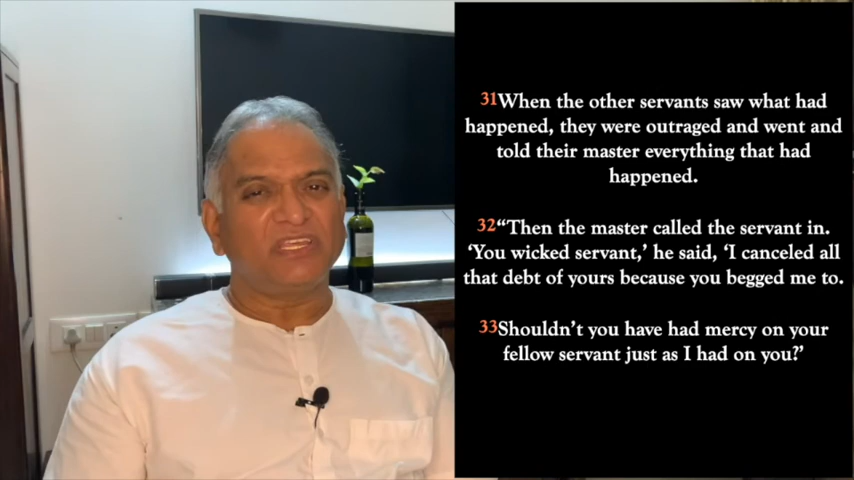 31When the other servants saw what had
happened, they were outraged and went and
told their master everything that had
happened.
32“Then the master called the servant in.
‘You wicked servant,’ he said, ‘I canceled all
that debt of yours because you begged me to.
33Shouldn’t you have had mercy on your
fellow servant just as I had on you?’